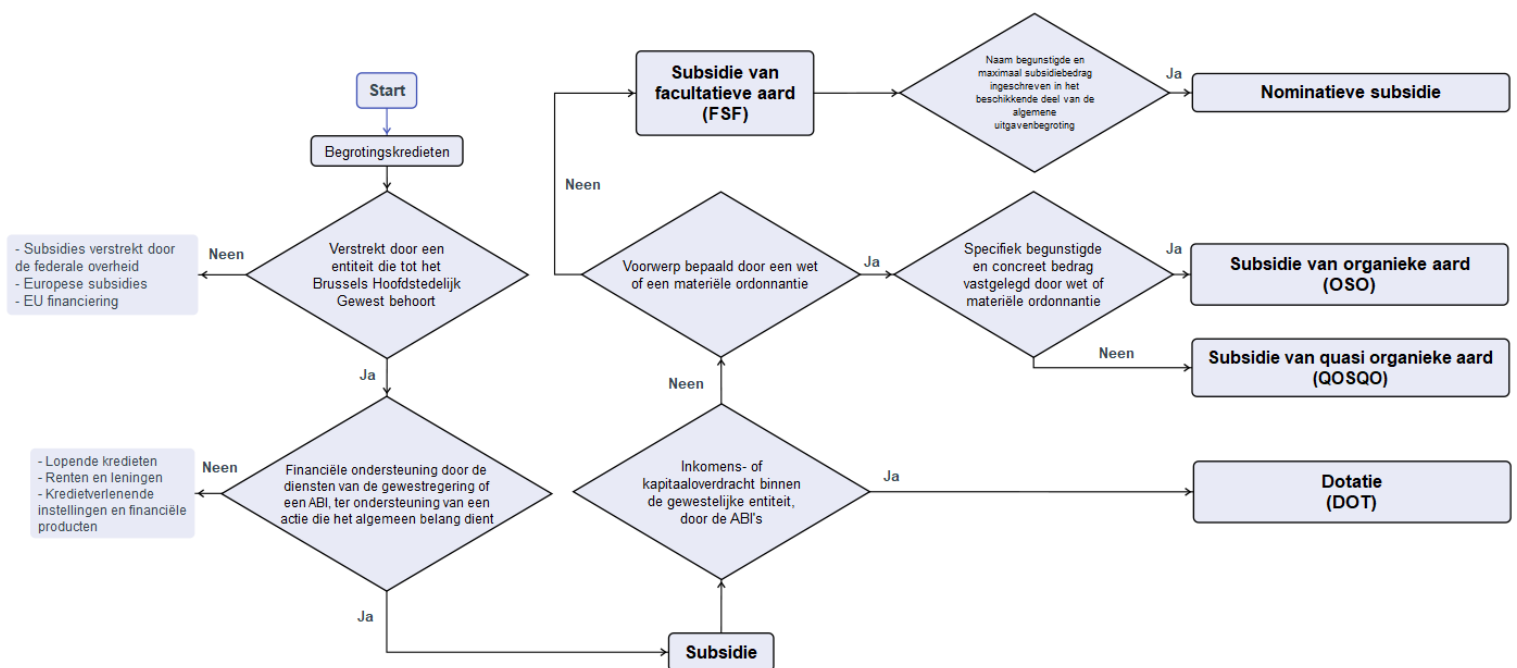 Start
Begrotingskredieten
Verstrekt door een
entiteit die tot het
Brussels Hoofdstedelijk
Gewest behoort
Neen
- Subsidies verstrekt door
de federale overheid
- Europese subsidies
- EU financiering
Ja
Financiële ondersteuning door de
diensten van de gewestregering of
een ABI, ter ondersteuning van een
actie die het algemeen belang dient
Neen
- Lopende kredieten
- Renten en leningen
- Kredietverlenende
instellingen en financiële
producten
Ja
Subsidie
Inkomens- of
kapitaaloverdracht binnen
de gewestelijke entiteit,
door de ABI's
Ja
Dotatie
(DOT)
Neen
Voorwerp bepaald door een wet
of een materiële ordonnantie
Ja
Specifiek begunstigde
en concreet bedrag
vastgelegd door wet of
materiële ordonnantie
Ja
Subsidie van organieke aard
(OSO)
Neen
Subsidie van quasi organieke aard
(QOSQO)
Neen
Subsidie van
facultatieve aard
(FSF)
Naam begunstigde en
maximaal subsidiebedrag
ingeschreven in het
beschikkende deel van de
algemene
uitgavenbegroting
Ja
Nominatieve subsidie